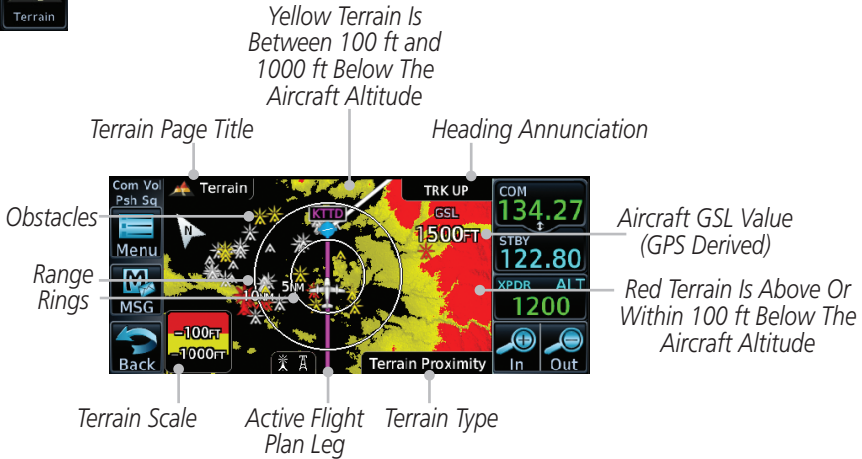 Terrain
Yellow Terrain Is
Between 100 ft and
1000 ft Below The
Aircraft Altitude
Terrain Page Title
Heading Annunciation
Com Vol
Psh Sq
Terrain
TRK UP
COM
134.27
KTTD
GSL
1500FT
Obstacles
N
Menu
STBY
122.80
Aircraft GSL Value
(GPS Derived)
Range
Rings
5NM
10NM
MSG
XPDR ALT
1200
Red Terrain Is Above Or
Within 100 ft Below The
Aircraft Altitude
-100FT
-1000FT
Back
Terrain Proximity
In
Out
Terrain Scale
Active Flight
Plan Leg
Terrain Type